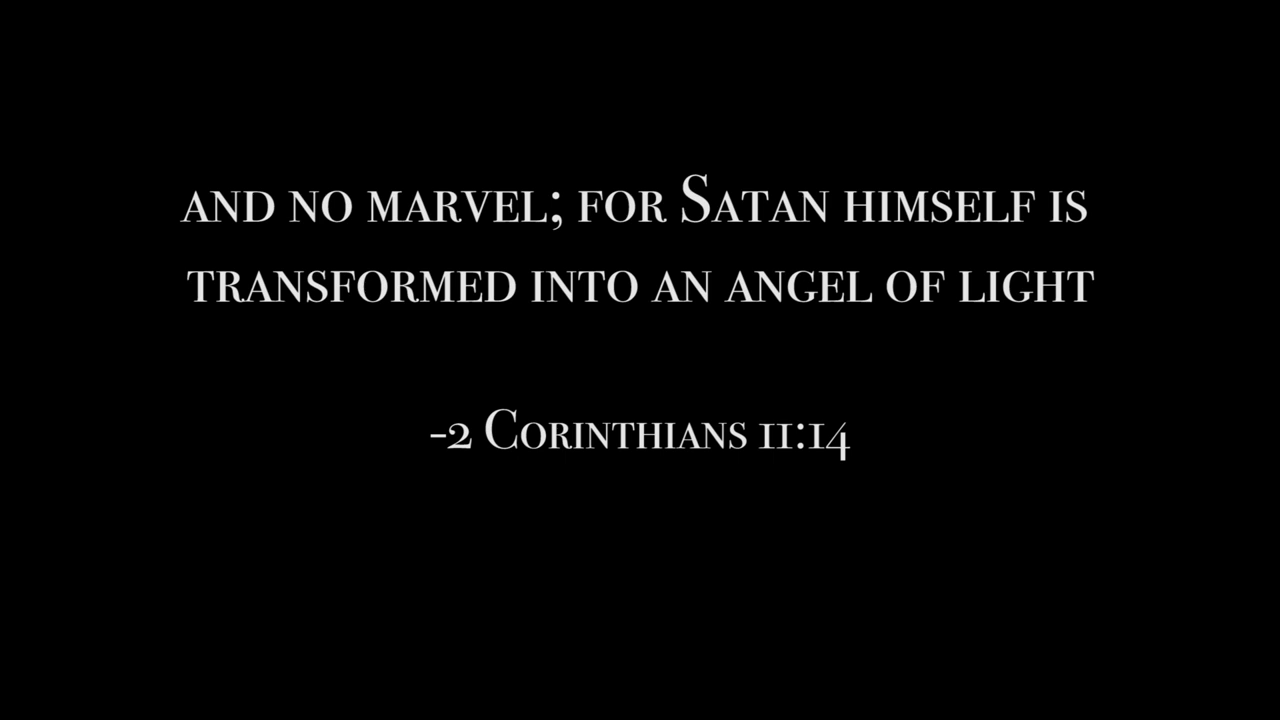 and no marvel; for Satan himself is
transformed into an angel of light
-2 Corinthians 11:14